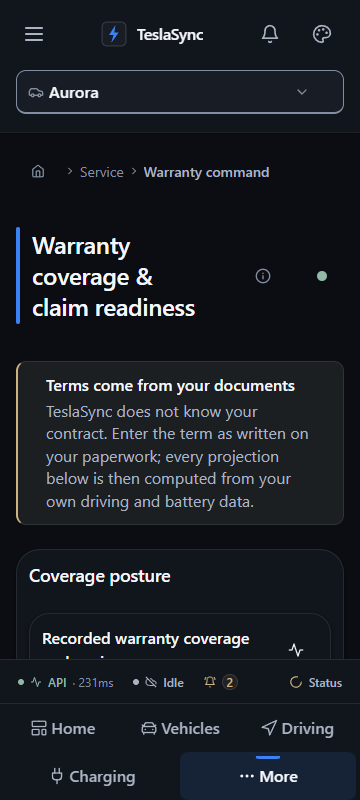 TeslaSync
Aurora
Service
Warranty command
Warranty
coverage &
claim readiness
Terms come from your documents
TeslaSync does not know your
contract. Enter the term as written on
your paperwork; every projection
below is then computed from your
own driving and battery data.
Coverage posture
Recorded warranty coverage
API · 231ms
Idle
2
Status
Home
Vehicles
Driving
Charging
More